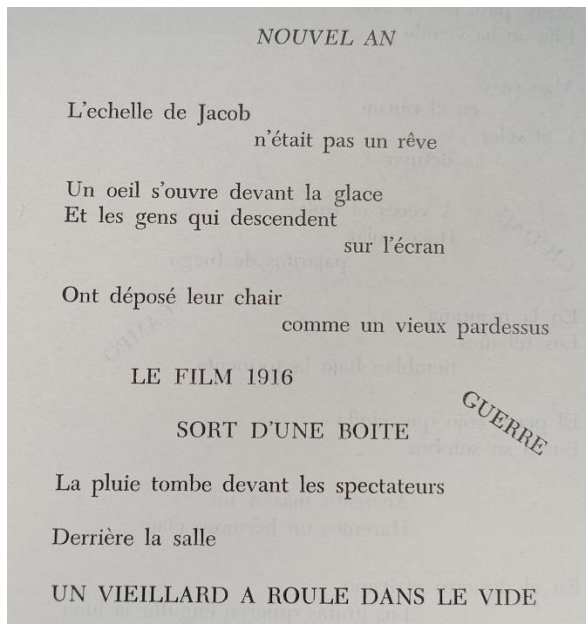 NOUVEL AN
L'echelle de Jacob
n'était pas un rêve
Un oeil s'ouvre devant la glace
Et les gens qui descendent
sur l'écran
Ont déposé leur chair
comme un vieux pardessus
LE FILM 1916
GUERRE
SORT D'UNE BOITE
La pluie tombe devant les spectateurs
Derrière la salle
UN VIEILLARD A ROULE DANS LE VIDE